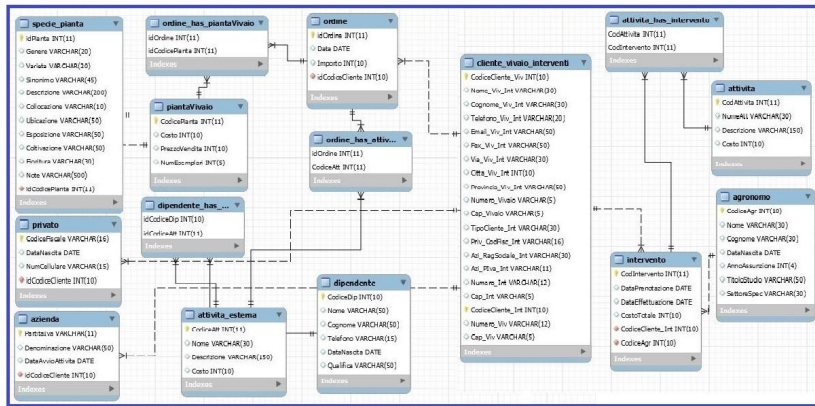 specie_pianta
idPianta INT(11)
Genere VARCHAR(20)
Varieta VARCHAR(30)
Sinonimo VARCHAR(45)
Descrizione VARCHAR(200)
Collocazione VARCHAR(10)
Ubicazione VARCHAR(50)
Esposizione VARCHAR(50)
Coltivazione VARCHAR(50)
Fioritura VARCHAR(30)
Note VARCHAR(500)
idCodicePianta INT(11)
Indexes
privato
CodiceFiscale VARCHAR(16)
DataNascita DATE
NumCellulare VARCHAR(15)
idCodiceCliente INT(10)
Indexes
azienda
PartitaIva VARCHAR(11)
Denominazione VARCHAR(50)
DataAvvioAttivita DATE
idCodiceCliente INT(10)
Indexes
ordine_has_piantaVivaio
idOrdine INT(11)
idCodicePianta INT(11)
Indexes
piantaVivaio
CodicePianta INT(11)
Costo INT(10)
PrezzoVendita INT(10)
NumEsemplari INT(5)
Indexes
dipendente_has_...
idCodiceDip INT(10)
idCodiceAtt INT(11)
Indexes
attivita_esterna
CodiceAtt INT(11)
Nome VARCHAR(30)
Descrizione VARCHAR(150)
Costo INT(10)
Indexes
ordine
idOrdine INT(11)
Data DATE
Importo INT(10)
idCodiceCliente INT(10)
Indexes
ordine_has_attiv...
idOrdine INT(11)
CodiceAtt INT(11)
Indexes
dipendente
CodiceDip INT(10)
Nome VARCHAR(50)
Cognome VARCHAR(50)
Telefono VARCHAR(15)
DataNascita DATE
Qualifica VARCHAR(50)
Indexes
cliente_vivaio_interventi
CodiceCliente_Viv INT(10)
Nome_Viv_Int VARCHAR(30)
Cognome_Viv_Int VARCHAR(30)
Telefono_Viv_Int VARCHAR(20)
Email_Viv_Int VARCHAR(50)
Fax_Viv_Int VARCHAR(50)
Via_Viv_Int VARCHAR(30)
Citta_Viv_Int INT(10)
Provincia_Viv_Int VARCHAR(50)
Numero_Vivaio VARCHAR(5)
Cap_Vivaio VARCHAR(5)
TipoCliente_Int VARCHAR(30)
Priv_CodFisc_Int VARCHAR(16)
Azi_RagSodale_Int VARCHAR(30)
Azi_PIva_Int VARCHAR(11)
Numero_Int VARCHAR(12)
Cap_Int VARCHAR(5)
CodiceCliente_Int INT(10)
Numero_Viv VARCHAR(12)
Cap_Viv VARCHAR(5)
Indexes
attivita_has_intervento
CodAttivita INT(11)
CodIntervento INT(11)
Indexes
attivita
CodAttivita INT(11)
NomeAtt VARCHAR(20)
Descrizione VARCHAR(150)
Costo INT(10)
Indexes
intervento
CodIntervento INT(11)
DataPrenotazione DATE
DataEffettuazione DATE
CostoTotale INT(10)
CodiceCliente_Int INT(10)
CodiceAgr INT(10)
Indexes
agronomo
CodiceAgr INT(10)
Nome VARCHAR(30)
Cognome VARCHAR(30)
DataNascita DATE
AnnoAssunzione INT(4)
TitoloStudio VARCHAR(50)
SettoreSpec VARCHAR(30)
Indexes